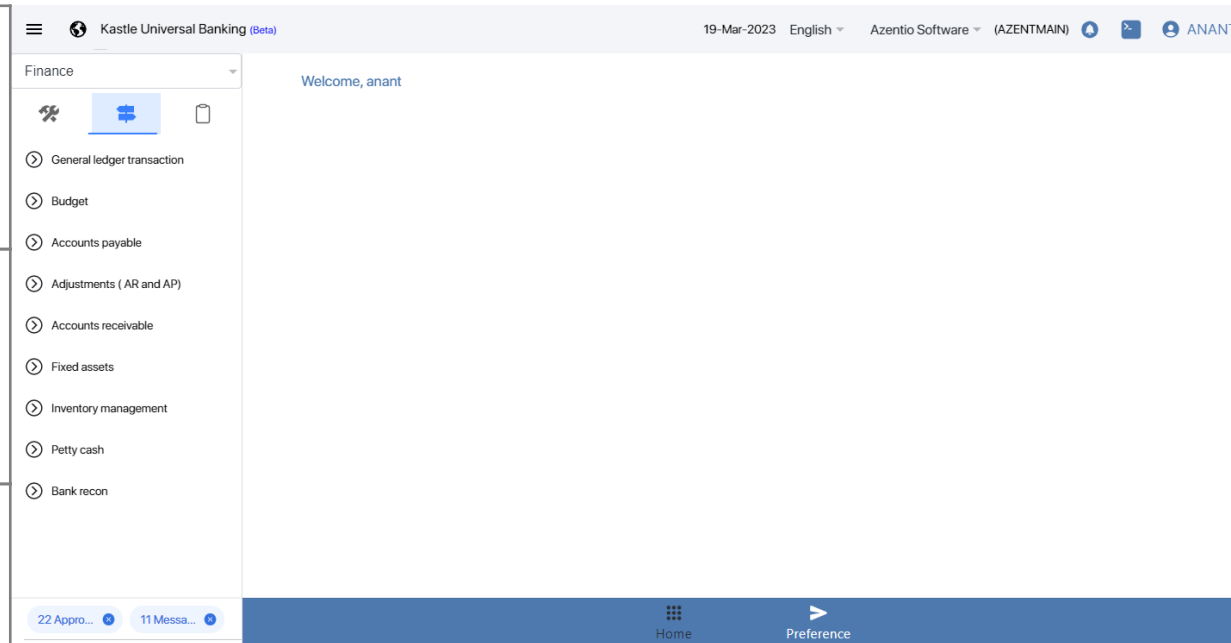 Kastle Universal Banking (Beta) 19-Mar-2023 English Azentio Software (AZENTMAIN) ANANT
Finance
Welcome, anant
General ledger transaction
Budget
Accounts payable
Adjustments ( AR and AP)
Accounts receivable
Fixed assets
Inventory management
Petty cash
Bank recon
22 Appro... 11 Messa...
Home Preference